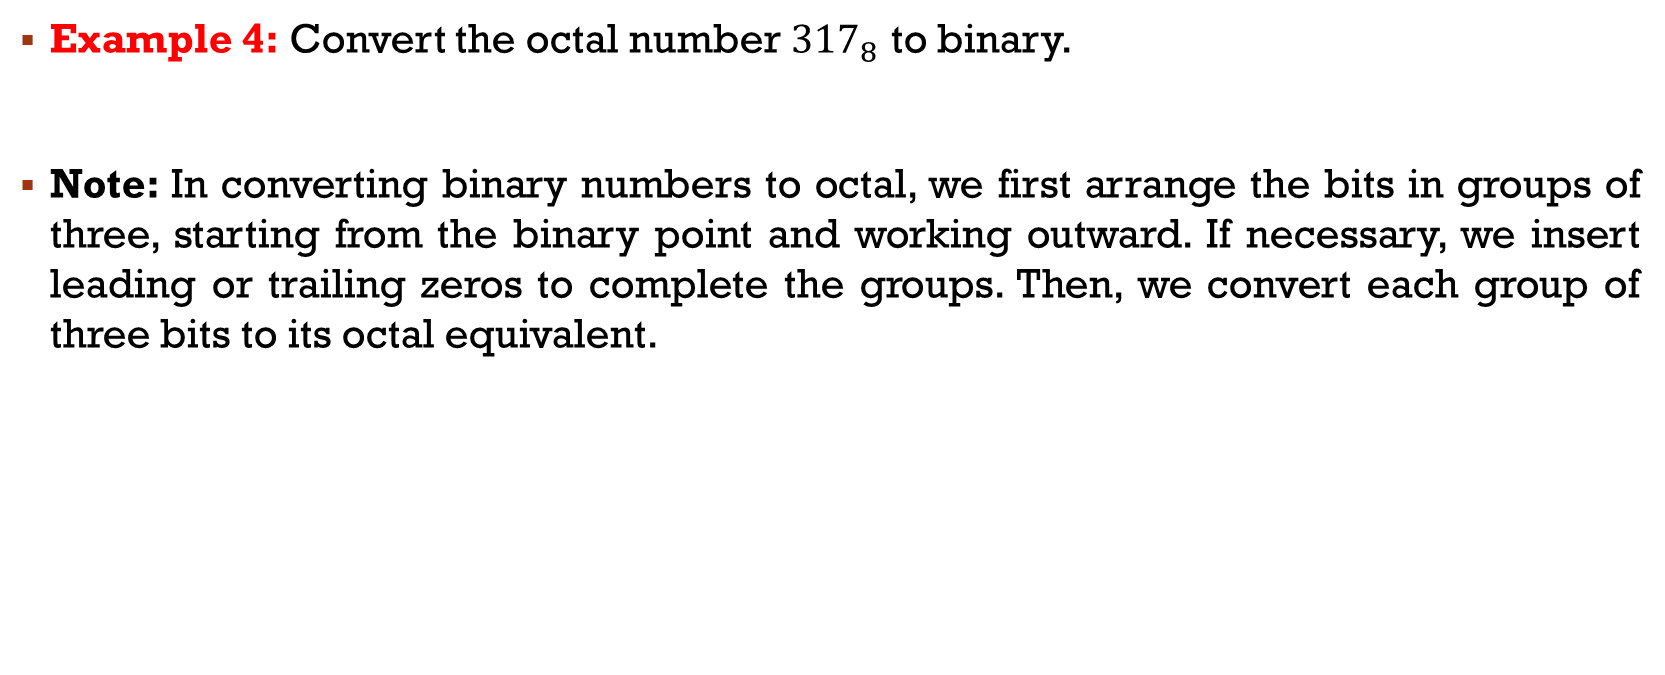 ▪ Example 4: Convert the octal number 317₈ to binary.
▪ Note: In converting binary numbers to octal, we first arrange the bits in groups of
three, starting from the binary point and working outward. If necessary, we insert
leading or trailing zeros to complete the groups. Then, we convert each group of
three bits to its octal equivalent.